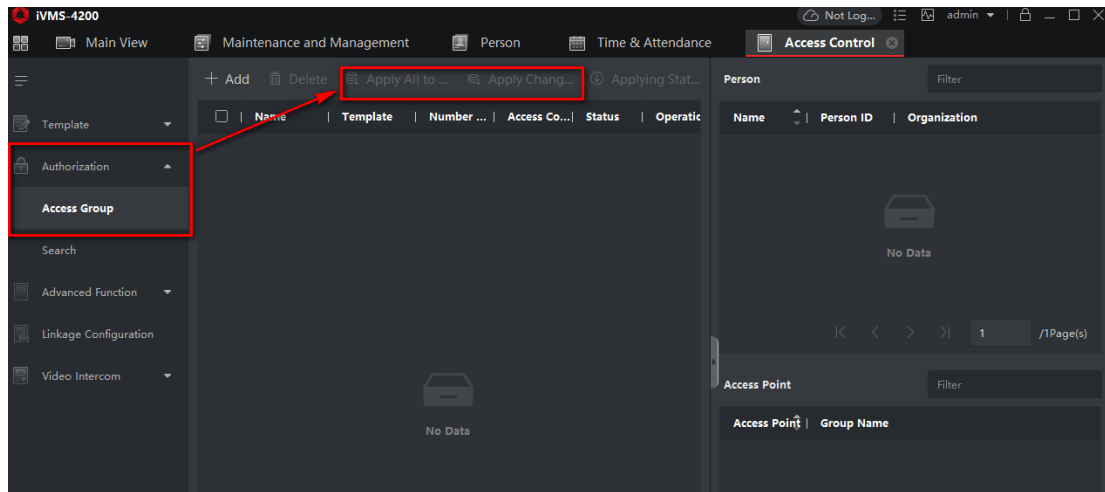 iVMS-4200 Not Log... admin
Main View Maintenance and Management Person Time & Attendance Access Control
Add Delete Apply All to ... Apply Chang... Applying Stat... Person Filter
Name Template Number ... Access Co... Status Operatic Name Person ID Organization
Template
Authorization
Access Group
Search
No Data
Advanced Function
Linkage Configuration
1 /1Page(s)
Video Intercom
Access Point Filter
No Data
Access Point Group Name